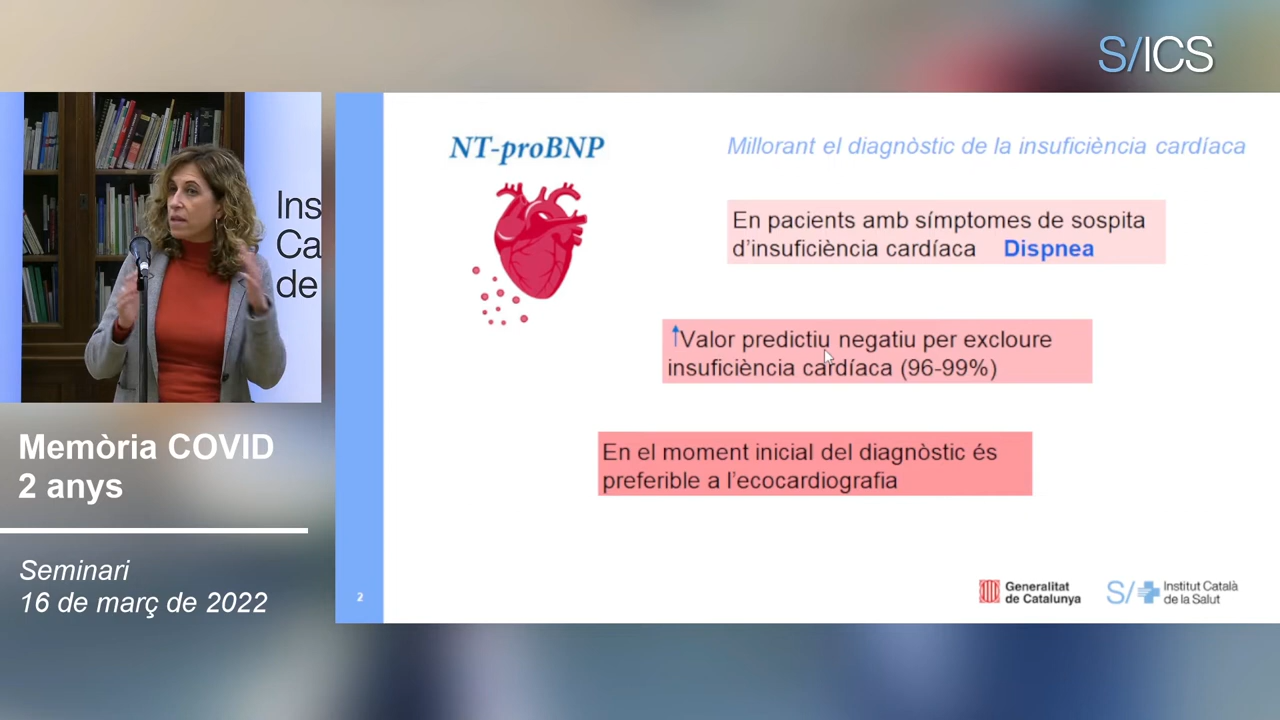 S/ICS
Ins
Ca
de
Memòria COVID
2 anys
Seminari
16 de març de 2022
NT-proBNP
Millorant el diagnòstic de la insuficiència cardíaca
En pacients amb símptomes de sospita
d'insuficiència cardíaca Dispnea
↑Valor predictiu negatiu per excloure
insuficiència cardíaca (96-99%)
En el moment inicial del diagnòstic és
preferible a l'ecocardiografia
2
Generalitat
de Catalunya
S/
Institut Català
de la Salut